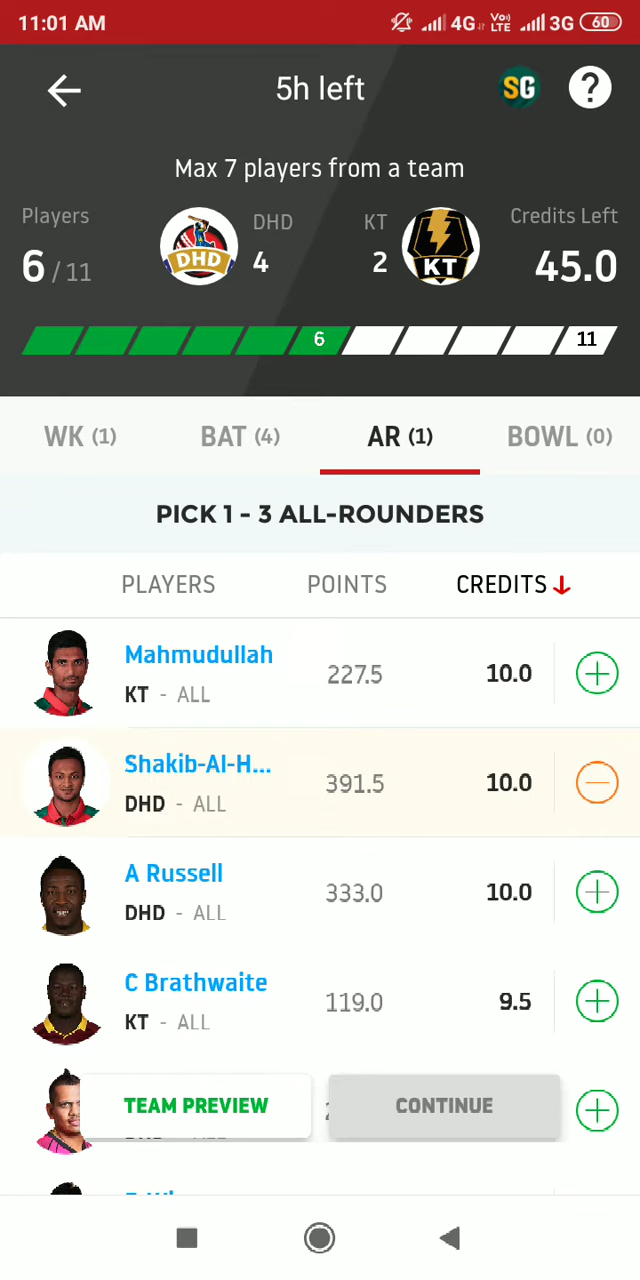 11:01 AM
4G
Vo)
LTE
3G
60
5h left
SG
?
Max 7 players from a team
Players
DHD
KT
Credits Left
6 / 11
DHD
4
2
KT
45.0
6
11
WK (1)
BAT (4)
AR (1)
BOWL (0)
PICK 1 - 3 ALL-ROUNDERS
PLAYERS
POINTS
CREDITS
Mahmudullah
KT - ALL
227.5
10.0
Shakib-Al-H...
DHD - ALL
391.5
10.0
A Russell
DHD - ALL
333.0
10.0
C Brathwaite
KT - ALL
119.0
9.5
TEAM PREVIEW
CONTINUE